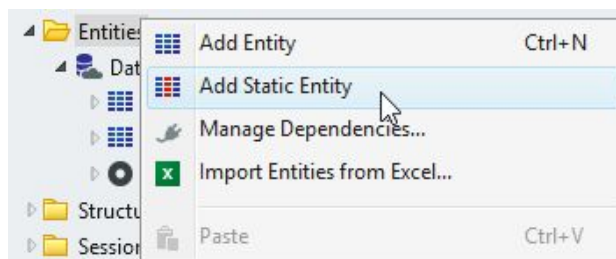 Entities
Add Entity Ctrl+N
Dat
Add Static Entity
Manage Dependencies...
Import Entities from Excel...
Structu
Paste Ctrl+V
Session